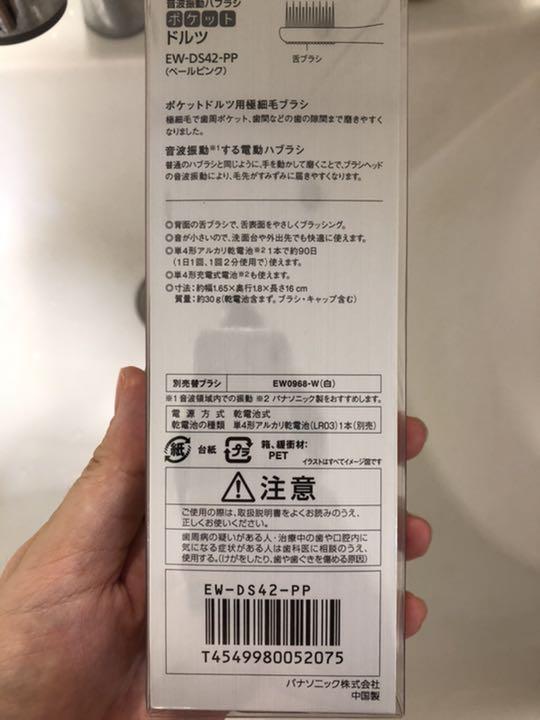 音波振動ハブラシ
ポケット
ドルツ
EW-DS42-PP
(ペールピンク)
舌ブラシ
ポケットドルツ用極細毛ブラシ
極細毛で歯周ポケット、歯間などの歯の隙間まで磨きやすく
なりました。
音波振動※1する電動ハブラシ
普通のハブラシと同じように、手を動かして磨くことで、ブラシヘッド
の音波振動により、毛先がすみずみに届きやすくなります。
◎背面の舌ブラシで、舌表面をやさしくブラッシング。
◎音が小さいので、洗面台や外出先でも快適に使えます。
◎単4形アルカリ乾電池※2 1本で約90日
(1日1回、1回2分使用で)使えます。
◎単4形充電式電池※2も使えます。
◎寸法:約幅1.65×奥行1.8×長さ16 cm
質量:約30g(乾電池含まず。ブラシ・キャップ含む)
別売替ブラシ EW0968-W(白)
※1 音波領域内での振動 ※2 パナソニック製をおすすめします。
電源方式 乾電池式
乾電池の種類 単4形アルカリ乾電池(LR03)1本(別売)
紙 台紙 プラ 箱、緩衝材:
PET
イラストはすべてイメージ図です
注意
ご使用の際は、取扱説明書をよくお読みのうえ、
正しくお使いください。
歯周病の疑いがある人・治療中の歯や口腔内に
気になる症状がある人は歯科医に相談のうえ、
使用する。(けがをしたり、歯や歯ぐきを傷める原因)
EW-DS42-PP
T4549980052075
パナソニック株式会社
中国製